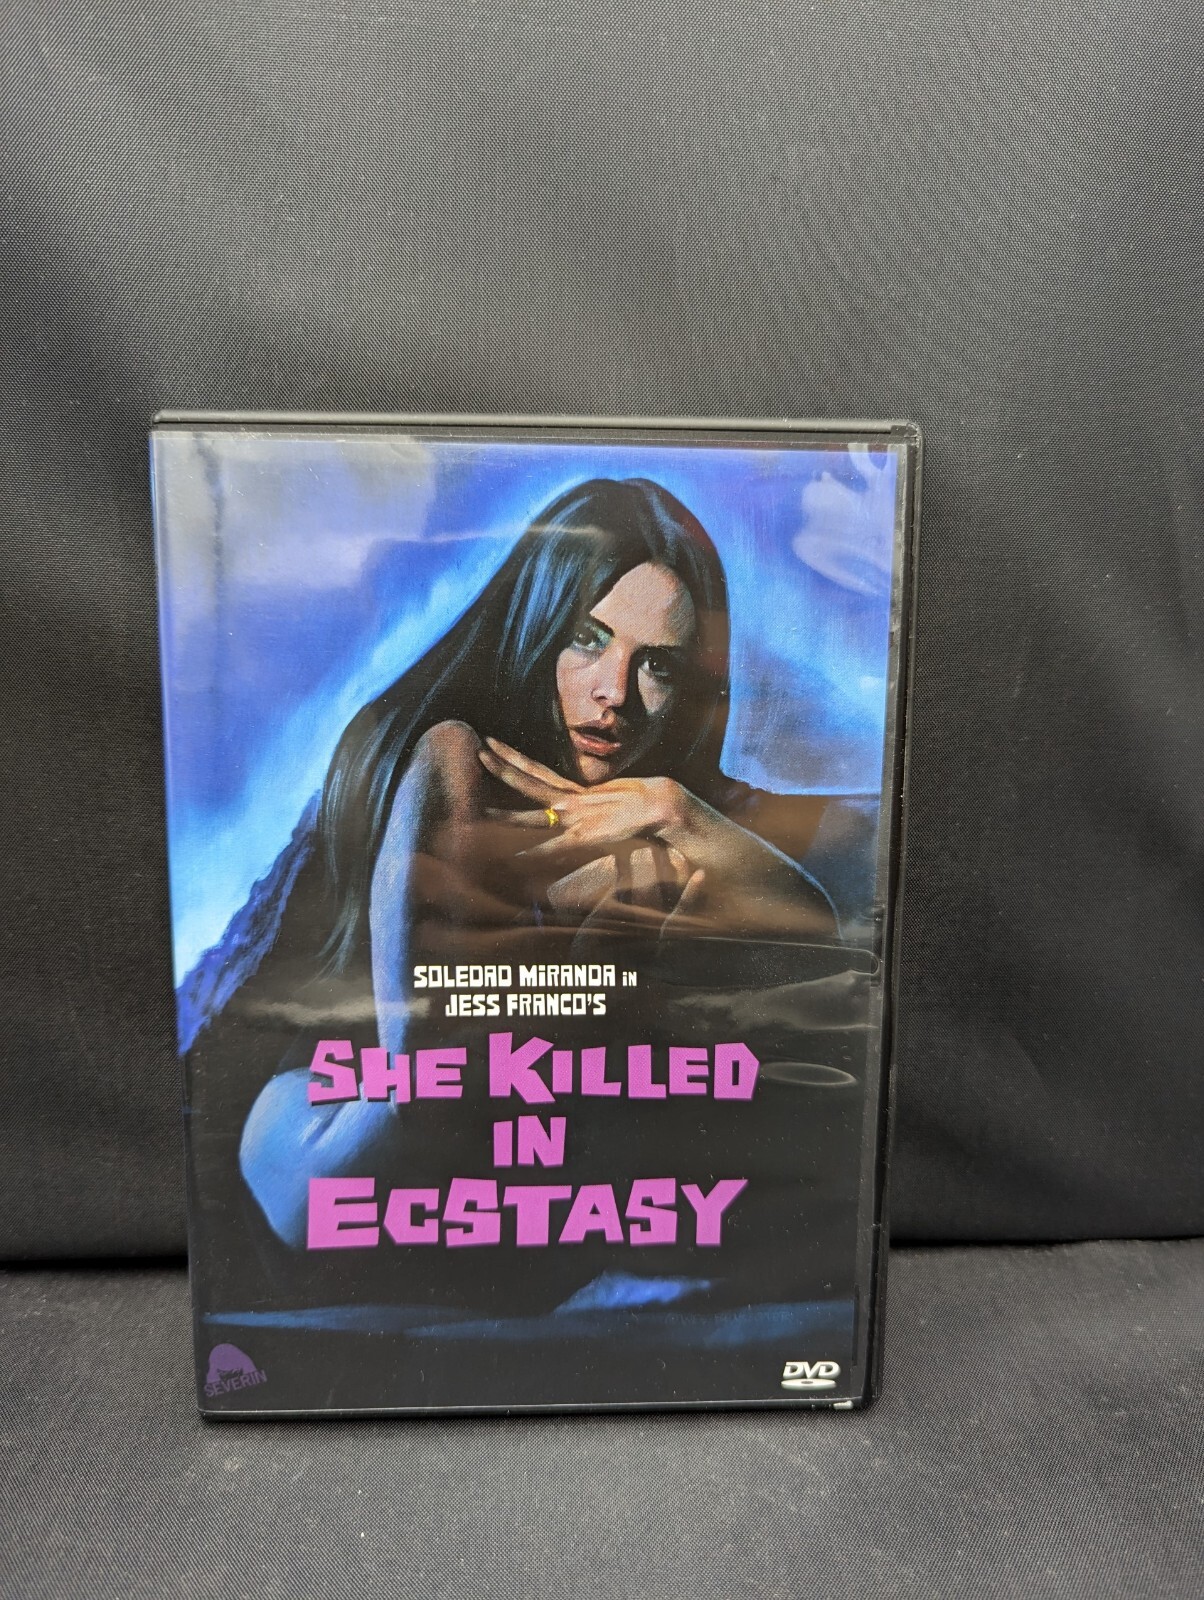 SOLEDAD MIRANDA IN
JESS FRANCO'S
SHE KILLED
IN
ECSTASY
SEVERIN
DVD